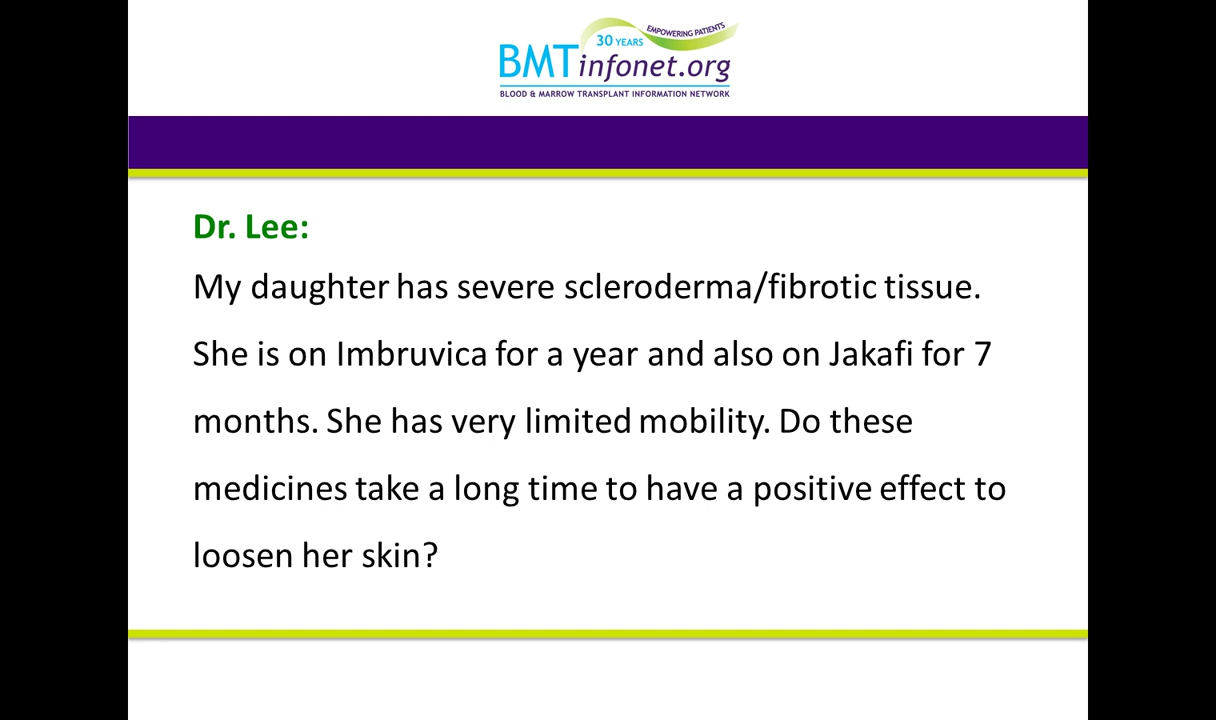 EMPOWERING PATIENTS
30 YEARS
BMTinfonet.org
BLOOD & MARROW TRANSPLANT INFORMATION NETWORK
Dr. Lee:
My daughter has severe scleroderma/fibrotic tissue.
She is on Imbruvica for a year and also on Jakafi for 7
months. She has very limited mobility. Do these
medicines take a long time to have a positive effect to
loosen her skin?